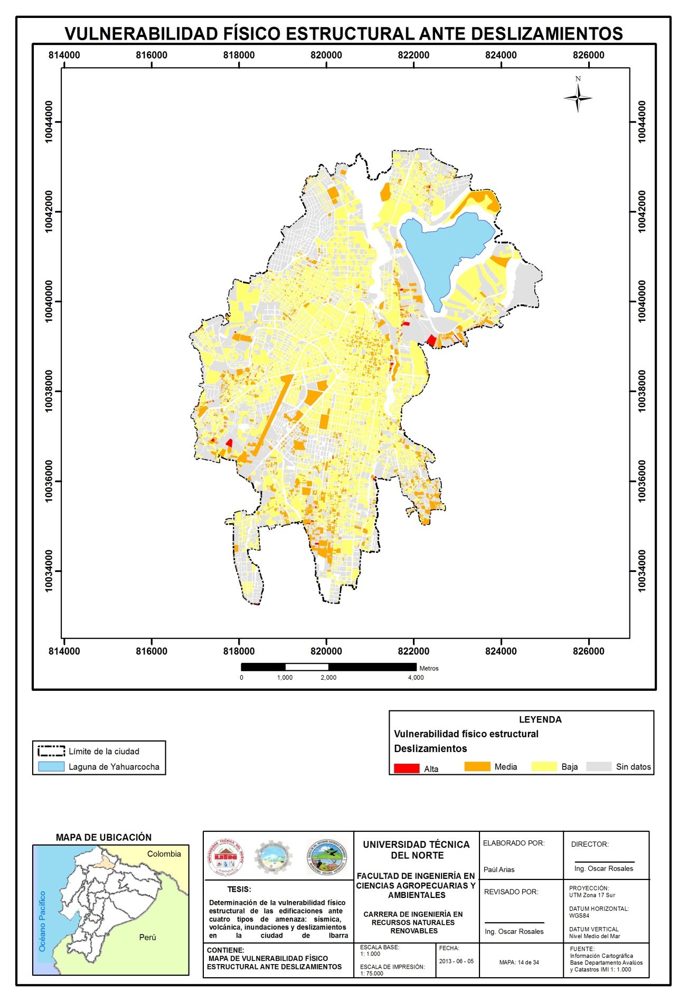 VULNERABILIDAD FÍSICO ESTRUCTURAL ANTE DESLIZAMIENTOS
814000 816000 818000 820000 822000 824000 826000
N
10044000 10044000
10042000 10042000
10040000 10040000
10038000 10038000
10036000 10036000
10034000 10034000
814000 816000 818000 820000 822000 824000 826000
Metros
0 1,000 2,000 4,000
LEYENDA
Vulnerabilidad físico estructural
Deslizamientos
Alta Media Baja Sin datos
Límite de la ciudad
Laguna de Yahuarcocha
MAPA DE UBICACIÓN
Colombia
Océano Pacífico
Perú
UNIVERSIDAD TÉCNICA DEL NORTE
UTN
TESIS:
Determinación de la vulnerabilidad físico
estructural de las edificaciones ante
cuatro tipos de amenaza: sísmica,
volcánica, inundaciones y deslizamientos
en la ciudad de Ibarra
CONTIENE:
MAPA DE VULNERABILIDAD FÍSICO
ESTRUCTURAL ANTE DESLIZAMIENTOS
UNIVERSIDAD TÉCNICA
DEL NORTE
FACULTAD DE INGENIERÍA EN
CIENCIAS AGROPECUARIAS Y
AMBIENTALES
CARRERA DE INGENIERÍA EN
RECURSOS NATURALES
RENOVABLES
ESCALA BASE:
1: 1.000
ESCALA DE IMPRESIÓN:
1: 75.000
FECHA:
2013 - 06 - 05
ELABORADO POR:
Paúl Arias
REVISADO POR:
Ing. Oscar Rosales
MAPA: 14 de 34
DIRECTOR:
Ing. Oscar Rosales
PROYECCIÓN:
UTM Zona 17 Sur
DATUM HORIZONTAL:
WGS84
DATUM VERTICAL
Nivel Medio del Mar
FUENTE:
Información Cartográfica
Base Departamento Avalúos
y Catastros IMI 1: 1.000